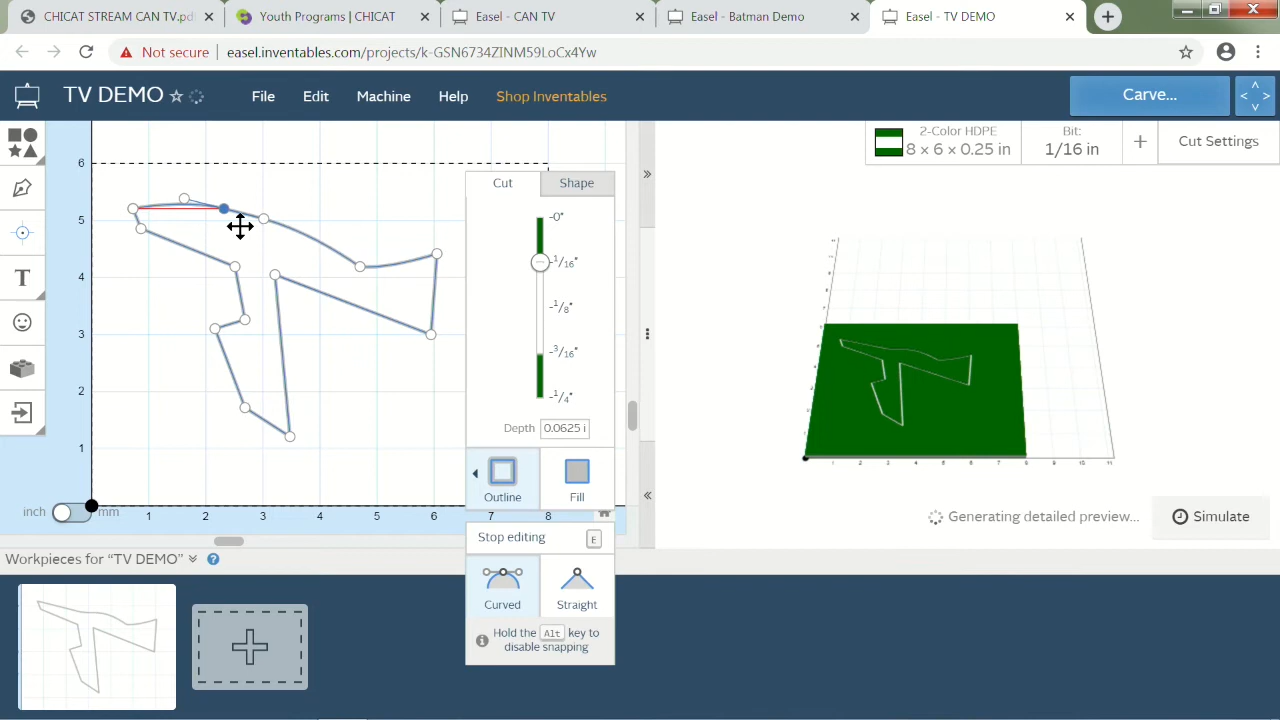 CHICAT STREAM CAN TV.pd
Youth Programs | CHICAT
Easel - CAN TV
Easel - Batman Demo
Easel - TV DEMO
Not secure
easel.inventables.com/projects/k-GSN6734ZINM59LoCx4Yw
TV DEMO
File
Edit
Machine
Help
Shop Inventables
Carve...
2-Color HDPE
8 × 6 × 0.25 in
Bit:
1/16 in
Cut Settings
Cut
Shape
-0"
-1/16"
-1/8"
-3/16"
-1/4"
Depth
0.0625 i
Outline
Fill
Stop editing
E
Curved
Straight
Hold the Alt key to
disable snapping
6
5
4
3
2
1
inch
mm
1
2
3
4
5
6
7
8
T
Generating detailed preview...
Simulate
Workpieces for “TV DEMO”